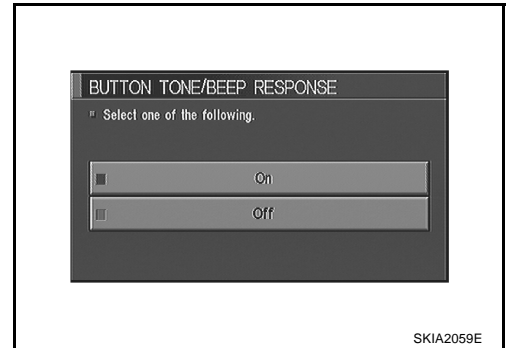 BUTTON TONE/BEEP RESPONSE
Select one of the following.
On
Off
SKIA2059E